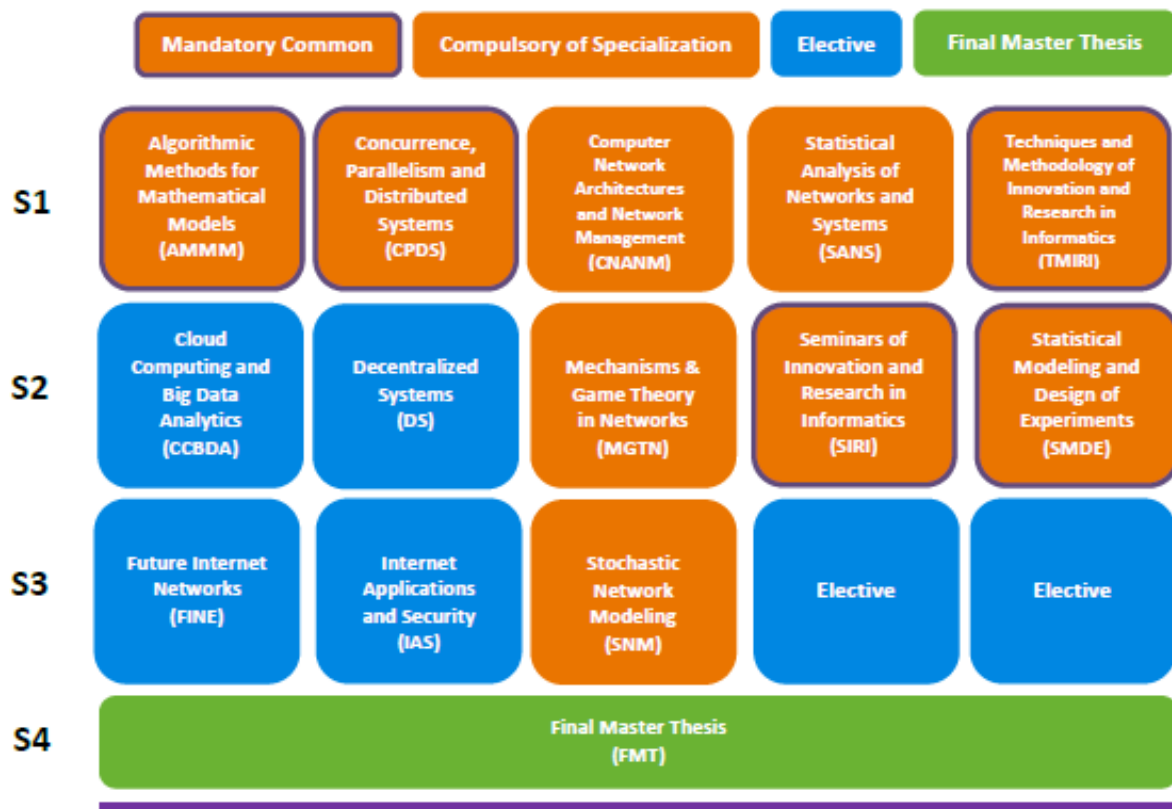 Mandatory Common
Compulsory of Specialization
Elective
Final Master Thesis
S1
Algorithmic
Methods for
Mathematical
Models
(AMMM)
Concurrence,
Parallelism and
Distributed
Systems
(CPDS)
Computer
Network
Architectures
and Network
Management
(CNANM)
Statistical
Analysis of
Networks and
Systems
(SANS)
Techniques and
Methodology of
Innovation and
Research in
Informatics
(TMIRI)
S2
Cloud
Computing and
Big Data
Analytics
(CCBDA)
Decentralized
Systems
(DS)
Mechanisms &
Game Theory
in Networks
(MGTN)
Seminars of
Innovation and
Research in
Informatics
(SIRI)
Statistical
Modeling and
Design of
Experiments
(SMDE)
S3
Future Internet
Networks
(FINE)
Internet
Applications
and Security
(IAS)
Stochastic
Network
Modeling
(SNM)
Elective
Elective
S4
Final Master Thesis
(FMT)